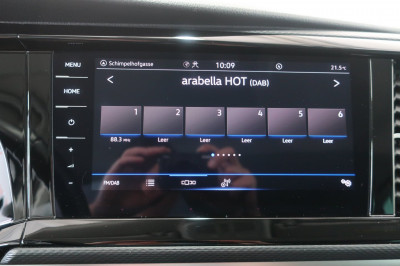 MENU
HOME
Schimpelhofgasse 10:09 21.5°c
< arabella HOT (DAB) >
1 2 3 4 5 6
88.3 MHz Leer Leer Leer Leer Leer
FM/DAB
+
−